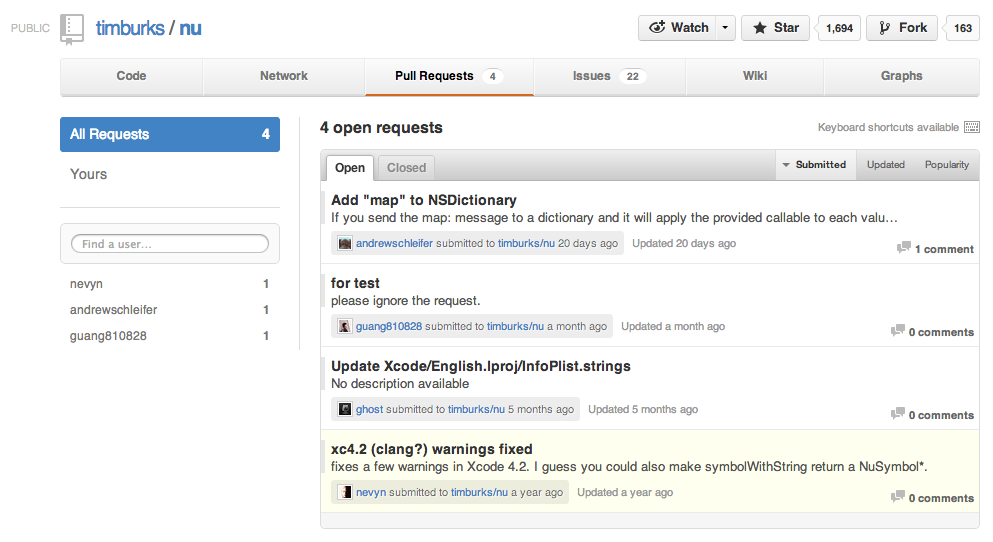 PUBLIC timburks / nu Watch Star 1,694 Fork 163
Code Network Pull Requests 4 Issues 22 Wiki Graphs
All Requests 4
Yours
Find a user...
nevyn 1
andrewschleifer 1
guang810828 1
4 open requests Keyboard shortcuts available
Open Closed Submitted Updated Popularity
Add "map" to NSDictionary
If you send the map: message to a dictionary and it will apply the provided callable to each valu...
andrewschleifer submitted to timburks/nu 20 days ago Updated 20 days ago 1 comment
for test
please ignore the request.
guang810828 submitted to timburks/nu a month ago Updated a month ago 0 comments
Update Xcode/English.lproj/InfoPlist.strings
No description available
ghost submitted to timburks/nu 5 months ago Updated 5 months ago 0 comments
xc4.2 (clang?) warnings fixed
fixes a few warnings in Xcode 4.2. I guess you could also make symbolWithString return a NuSymbol*.
nevyn submitted to timburks/nu a year ago Updated a year ago 0 comments